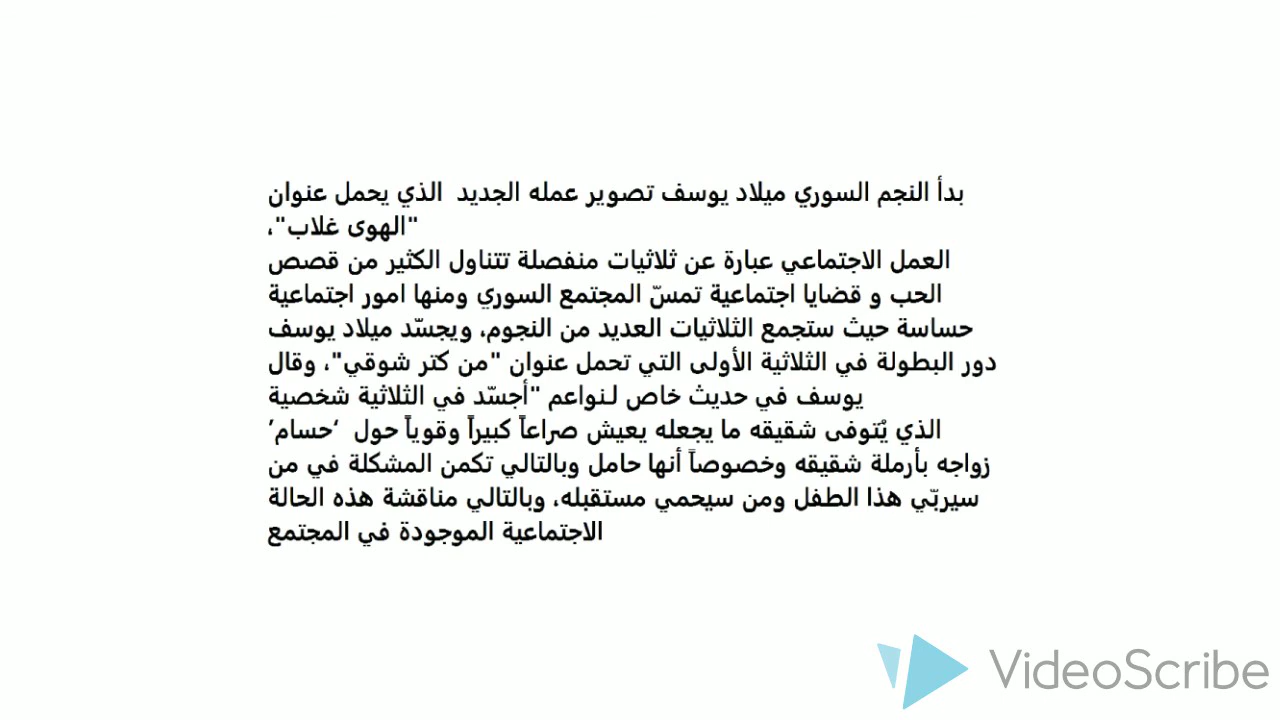 بدأ النجم السوري ميلاد يوسف تصوير عمله الجديد  الذي يحمل عنوان
"الهوى غلاب"،
العمل الاجتماعي عبارة عن ثلاثيات منفصلة تتناول الكثير من قصص
الحب و قضايا اجتماعية تمسّ المجتمع السوري ومنها امور اجتماعية
حساسة حيث ستجمع الثلاثيات العديد من النجوم، ويجسّد ميلاد يوسف
دور البطولة في الثلاثية الأولى التي تحمل عنوان "من كتر شوقي"، وقال
يوسف في حديث خاص لـنواعم "أجسّد في الثلاثية شخصية
الذي يُتوفى شقيقه ما يجعله يعيش صراعاً كبيراً وقوياً حول  ‘حسام’
زواجه بأرملة شقيقه وخصوصاً أنها حامل وبالتالي تكمن المشكلة في من
سيربّي هذا الطفل ومن سيحمي مستقبله، وبالتالي مناقشة هذه الحالة
الاجتماعية الموجودة في المجتمع
VideoScribe